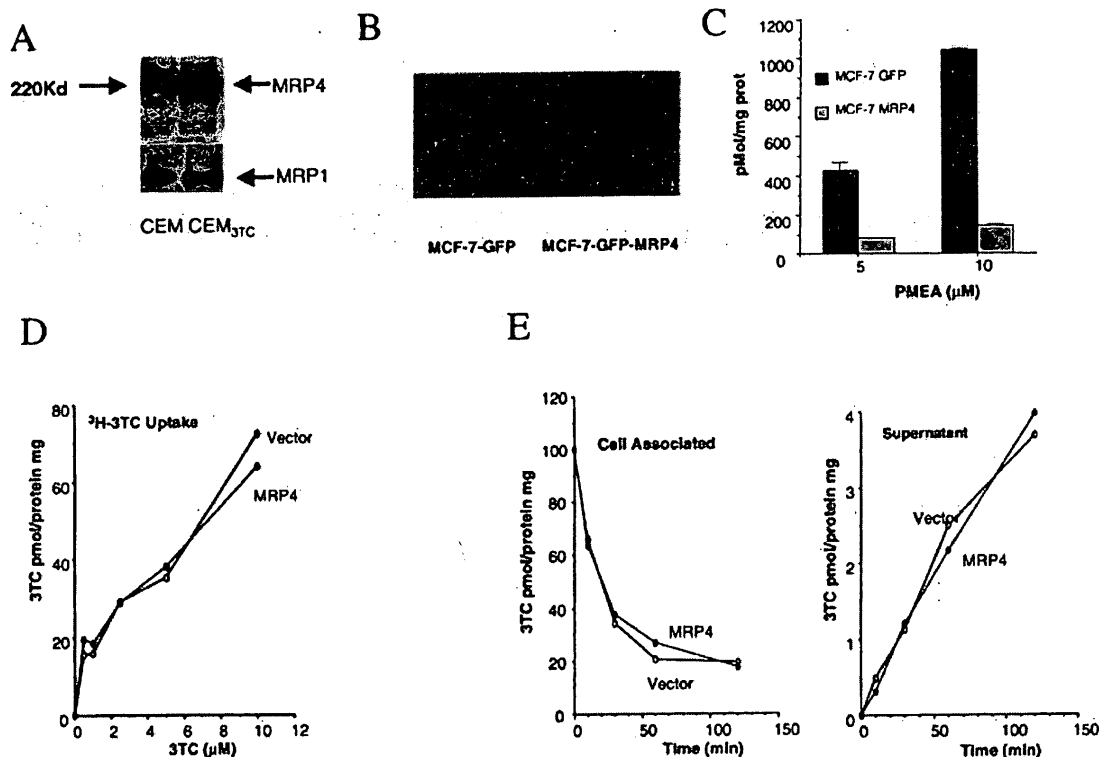 A
220Kd
MRP4
MRP1
CEM CEM3TC
B
MCF-7-GFP MCF-7-GFP-MRP4
C
1200
1000
800
600
400
200
0
pMol/mg prot
MCF-7 GFP
MCF-7 MRP4
5 10
PMEA (μM)
D
80
60
40
20
0
3TC pmol/protein mg
³H-3TC Uptake
Vector
MRP4
0 2 4 6 8 10 12
3TC (μM)
E
120
100
80
60
40
20
0
3TC pmol/protein mg
Cell Associated
MRP4
Vector
0 50 100 150
Time (min)
4
3
2
1
0
3TC pmol/protein mg
Supernatant
Vector
MRP4
0 50 100 150
Time (min)